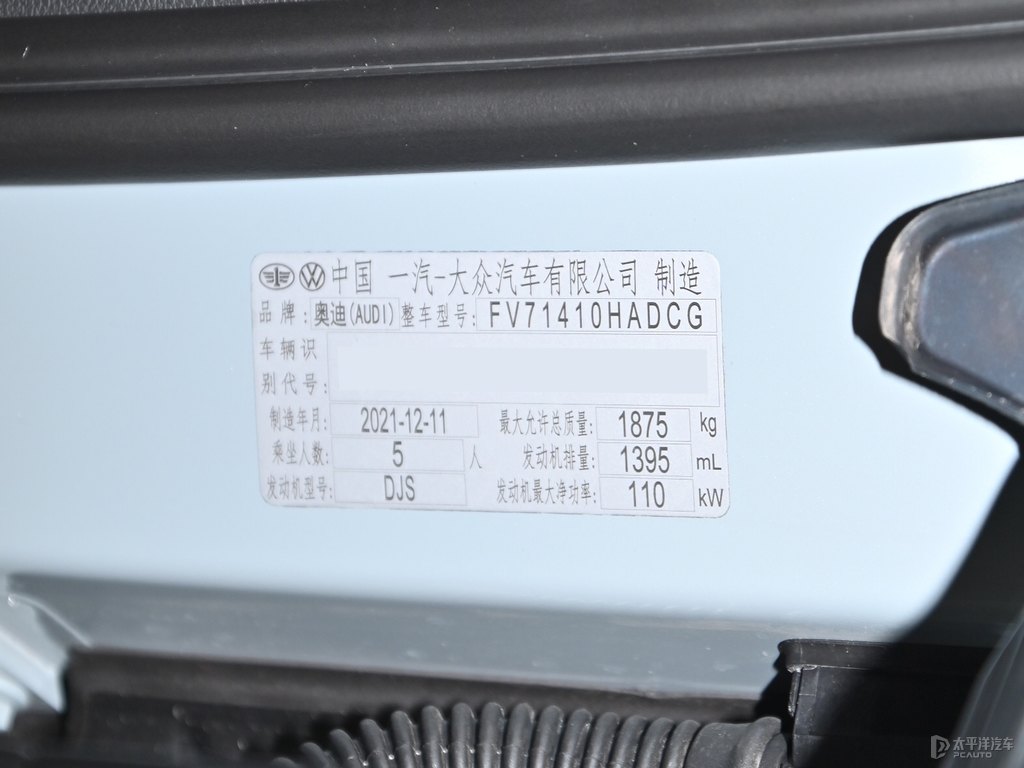 中国 一汽-大众汽车有限公司 制造
品牌: 奥迪(AUDI) 整车型号: FV71410HADCG
车辆识
别代号:
制造年月: 2021-12-11 最大允许总质量: 1875 kg
乘坐人数: 5 人 发动机排量: 1395 mL
发动机型号: DJS 发动机最大净功率: 110 kW
太平洋汽车
PCAUTO